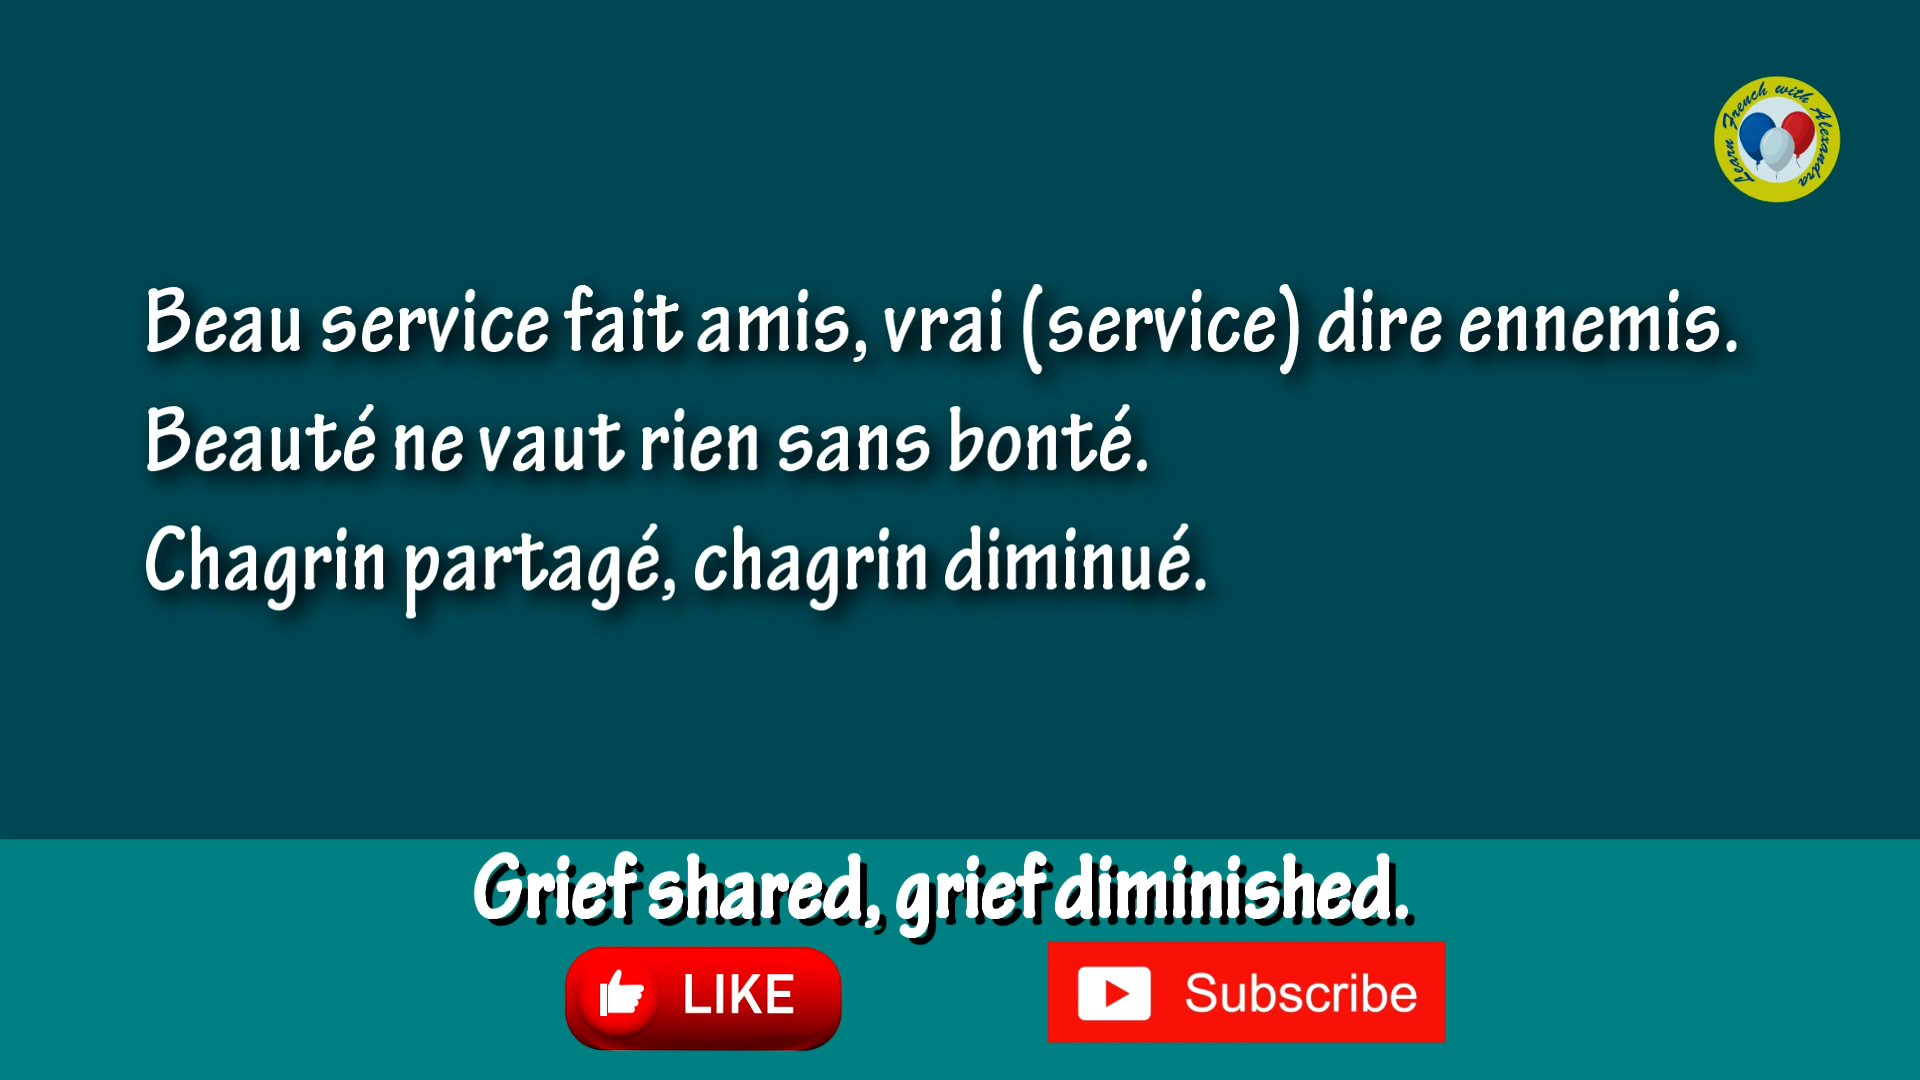 Learn French with Alexandra
Beau service fait amis, vrai (service) dire ennemis.
Beauté ne vaut rien sans bonté.
Chagrin partagé, chagrin diminué.
Grief shared, grief diminished.
LIKE
Subscribe